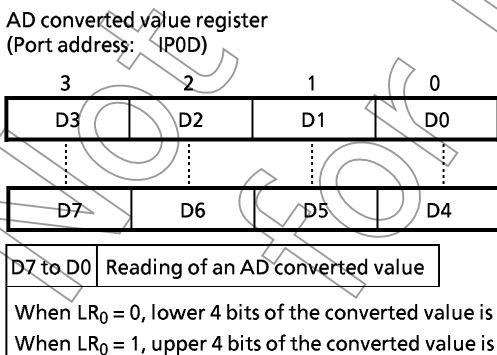 AD converted value register
(Port address: IP0D)
3 2 1 0
D3 D2 D1 D0
D7 D6 D5 D4
D7 to D0 Reading of an AD converted value
When LR0 = 0, lower 4 bits of the converted value is
When LR0 = 1, upper 4 bits of the converted value is
Not for